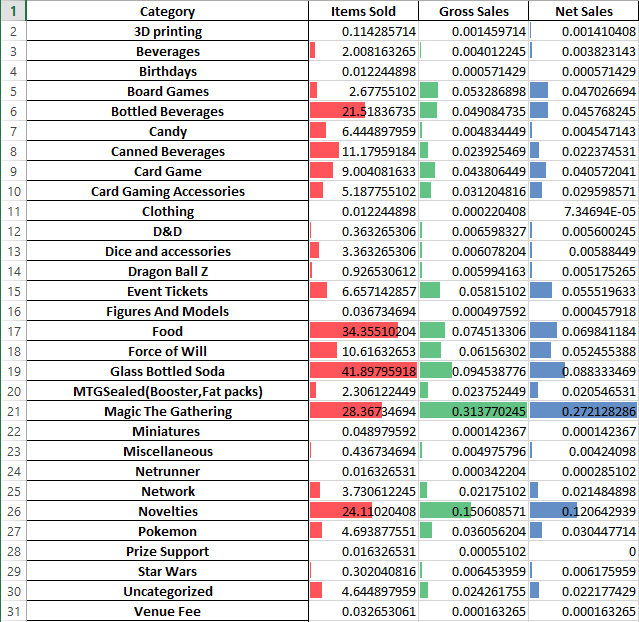 1 Category Items Sold Gross Sales Net Sales
2 3D printing 0.114285714 0.001459714 0.001410408
3 Beverages 2.008163265 0.004012245 0.003823143
4 Birthdays 0.012244898 0.000571429 0.000571429
5 Board Games 2.67755102 0.053286898 0.047026694
6 Bottled Beverages 21.51836735 0.049084735 0.045768245
7 Candy 6.444897959 0.004834449 0.004547143
8 Canned Beverages 11.17959184 0.023925469 0.022374531
9 Card Game 9.004081633 0.043806449 0.040572041
10 Card Gaming Accessories 5.187755102 0.031204816 0.029598571
11 Clothing 0.012244898 0.000220408 7.34694E-05
12 D&D 0.363265306 0.006598327 0.005600245
13 Dice and accessories 3.363265306 0.006078204 0.00588449
14 Dragon Ball Z 0.926530612 0.005994163 0.005175265
15 Event Tickets 6.657142857 0.05815102 0.055519633
16 Figures And Models 0.036734694 0.000497592 0.000457918
17 Food 34.35510204 0.074513306 0.069841184
18 Force of Will 10.61632653 0.06156302 0.052455388
19 Glass Bottled Soda 41.89795918 0.094538776 0.088333469
20 MTGSealed(Booster,Fat packs) 2.306122449 0.023752449 0.020546531
21 Magic The Gathering 28.36734694 0.313770245 0.272128286
22 Miniatures 0.048979592 0.000142367 0.000142367
23 Miscellaneous 0.436734694 0.004975796 0.00424098
24 Netrunner 0.016326531 0.000342204 0.000285102
25 Network 3.730612245 0.02175102 0.021484898
26 Novelties 24.11020408 0.150608571 0.120642939
27 Pokemon 4.693877551 0.036056204 0.030447714
28 Prize Support 0.016326531 0.00055102 0
29 Star Wars 0.302040816 0.006453959 0.006175959
30 Uncategorized 4.644897959 0.024261755 0.022177429
31 Venue Fee 0.032653061 0.000163265 0.000163265